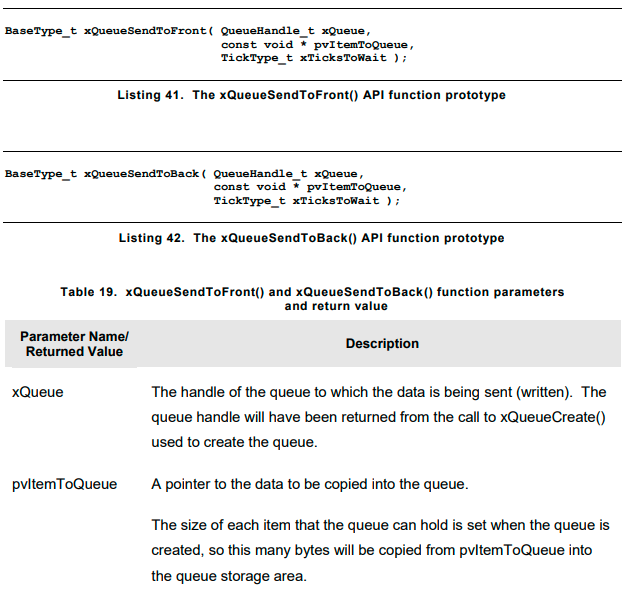 BaseType_t xQueueSendToFront( QueueHandle_t xQueue,
const void * pvItemToQueue,
TickType_t xTicksToWait );
Listing 41. The xQueueSendToFront() API function prototype
BaseType_t xQueueSendToBack( QueueHandle_t xQueue,
const void * pvItemToQueue,
TickType_t xTicksToWait );
Listing 42. The xQueueSendToBack() API function prototype
Table 19. xQueueSendToFront() and xQueueSendToBack() function parameters
and return value
Parameter Name/
Returned Value
Description
xQueue
The handle of the queue to which the data is being sent (written). The
queue handle will have been returned from the call to xQueueCreate()
used to create the queue.
pvItemToQueue
A pointer to the data to be copied into the queue.
The size of each item that the queue can hold is set when the queue is
created, so this many bytes will be copied from pvItemToQueue into
the queue storage area.